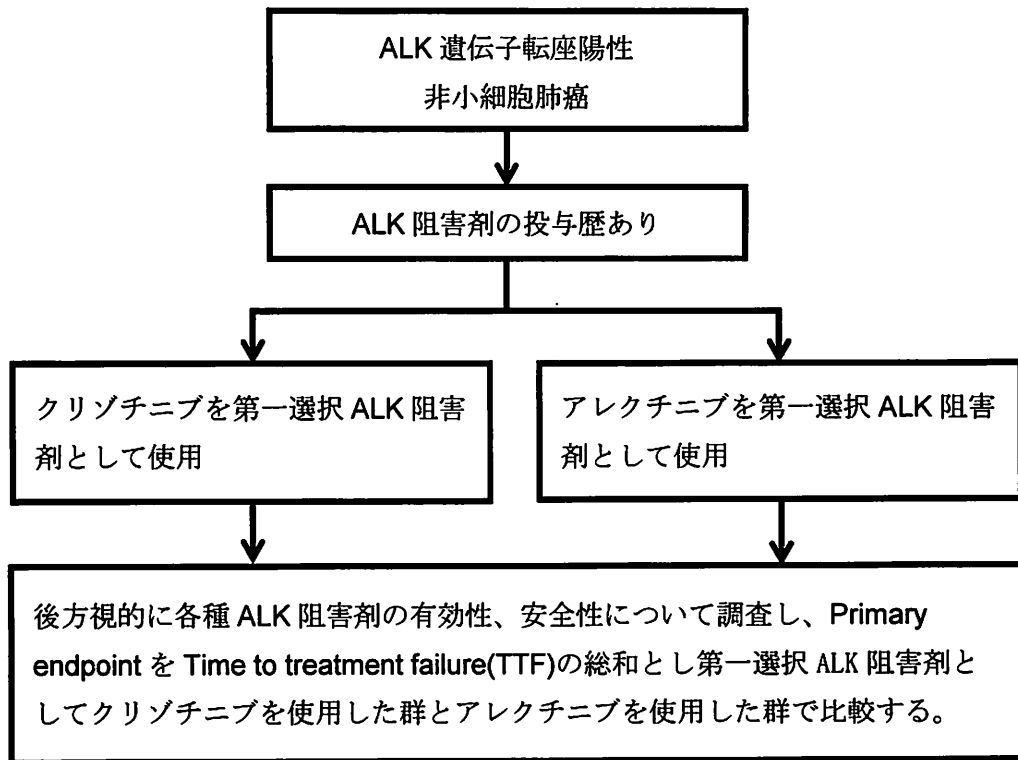 ALK 遺伝子転座陽性
非小細胞肺癌
ALK 阻害剤の投与歴あり
クリゾチニブを第一選択 ALK 阻害
剤として使用
アレクチニブを第一選択 ALK 阻害
剤として使用
後方視的に各種 ALK 阻害剤の有効性、安全性について調査し、Primary
endpoint を Time to treatment failure(TTF)の総和とし第一選択 ALK 阻害剤と
してクリゾチニブを使用した群とアレクチニブを使用した群で比較する。